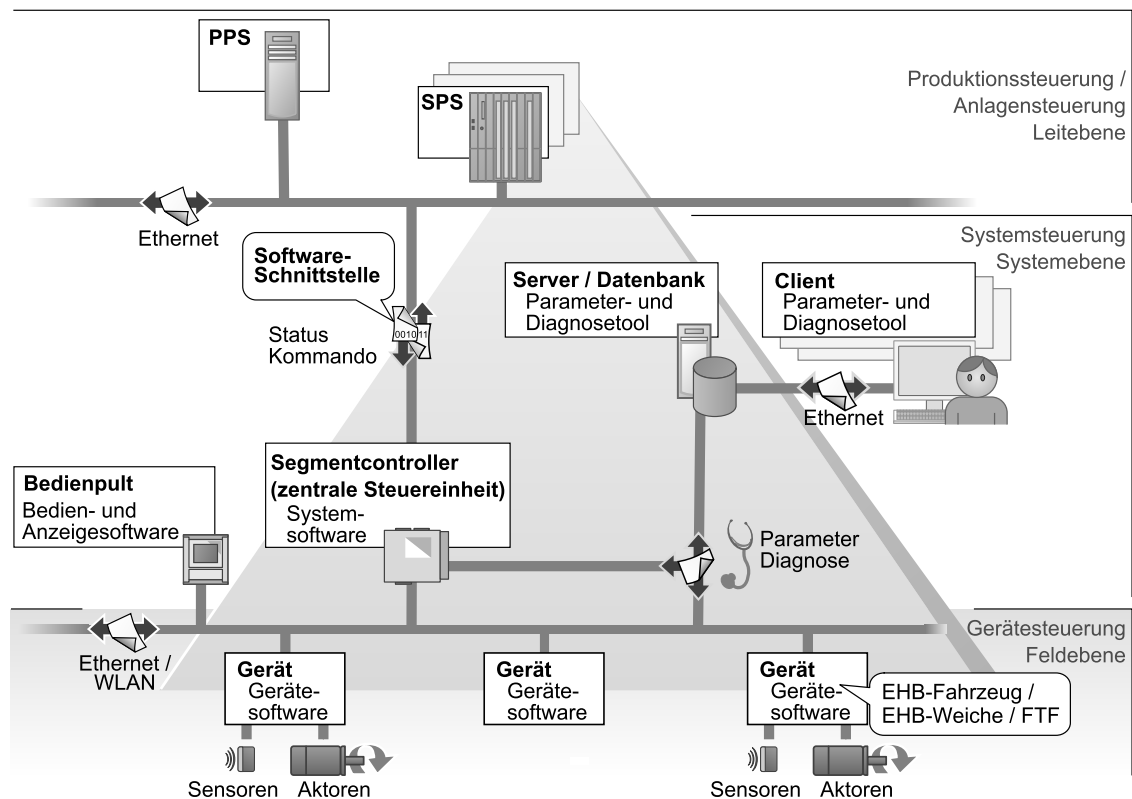 PPS
SPS
Produktionssteuerung /
Anlagensteuerung
Leitebene
Ethernet
Systemsteuerung
Systemebene
Software-
Schnittstelle
Server / Datenbank
Parameter- und
Diagnosetool
Client
Parameter- und
Diagnosetool
Status
Kommando
001011
Ethernet
Bedienpult
Bedien- und
Anzeigesoftware
Segmentcontroller
(zentrale Steuereinheit)
System-
software
Parameter
Diagnose
Gerätesteuerung
Feldebene
Ethernet /
WLAN
Gerät
Geräte-
software
Gerät
Geräte-
software
Gerät
Geräte-
software
EHB-Fahrzeug /
EHB-Weiche / FTF
Sensoren
Aktoren
Sensoren
Aktoren